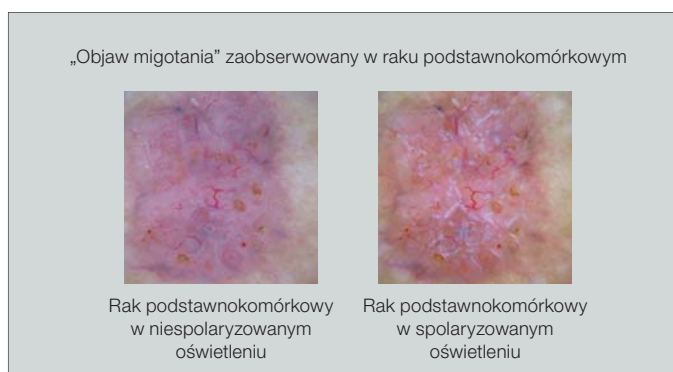 „Objaw migotania” zaobserwowany w raku podstawnokomórkowym
Rak podstawnokomórkowy
w niespolaryzowanym
oświetleniu
Rak podstawnokomórkowy
w spolaryzowanym
oświetleniu